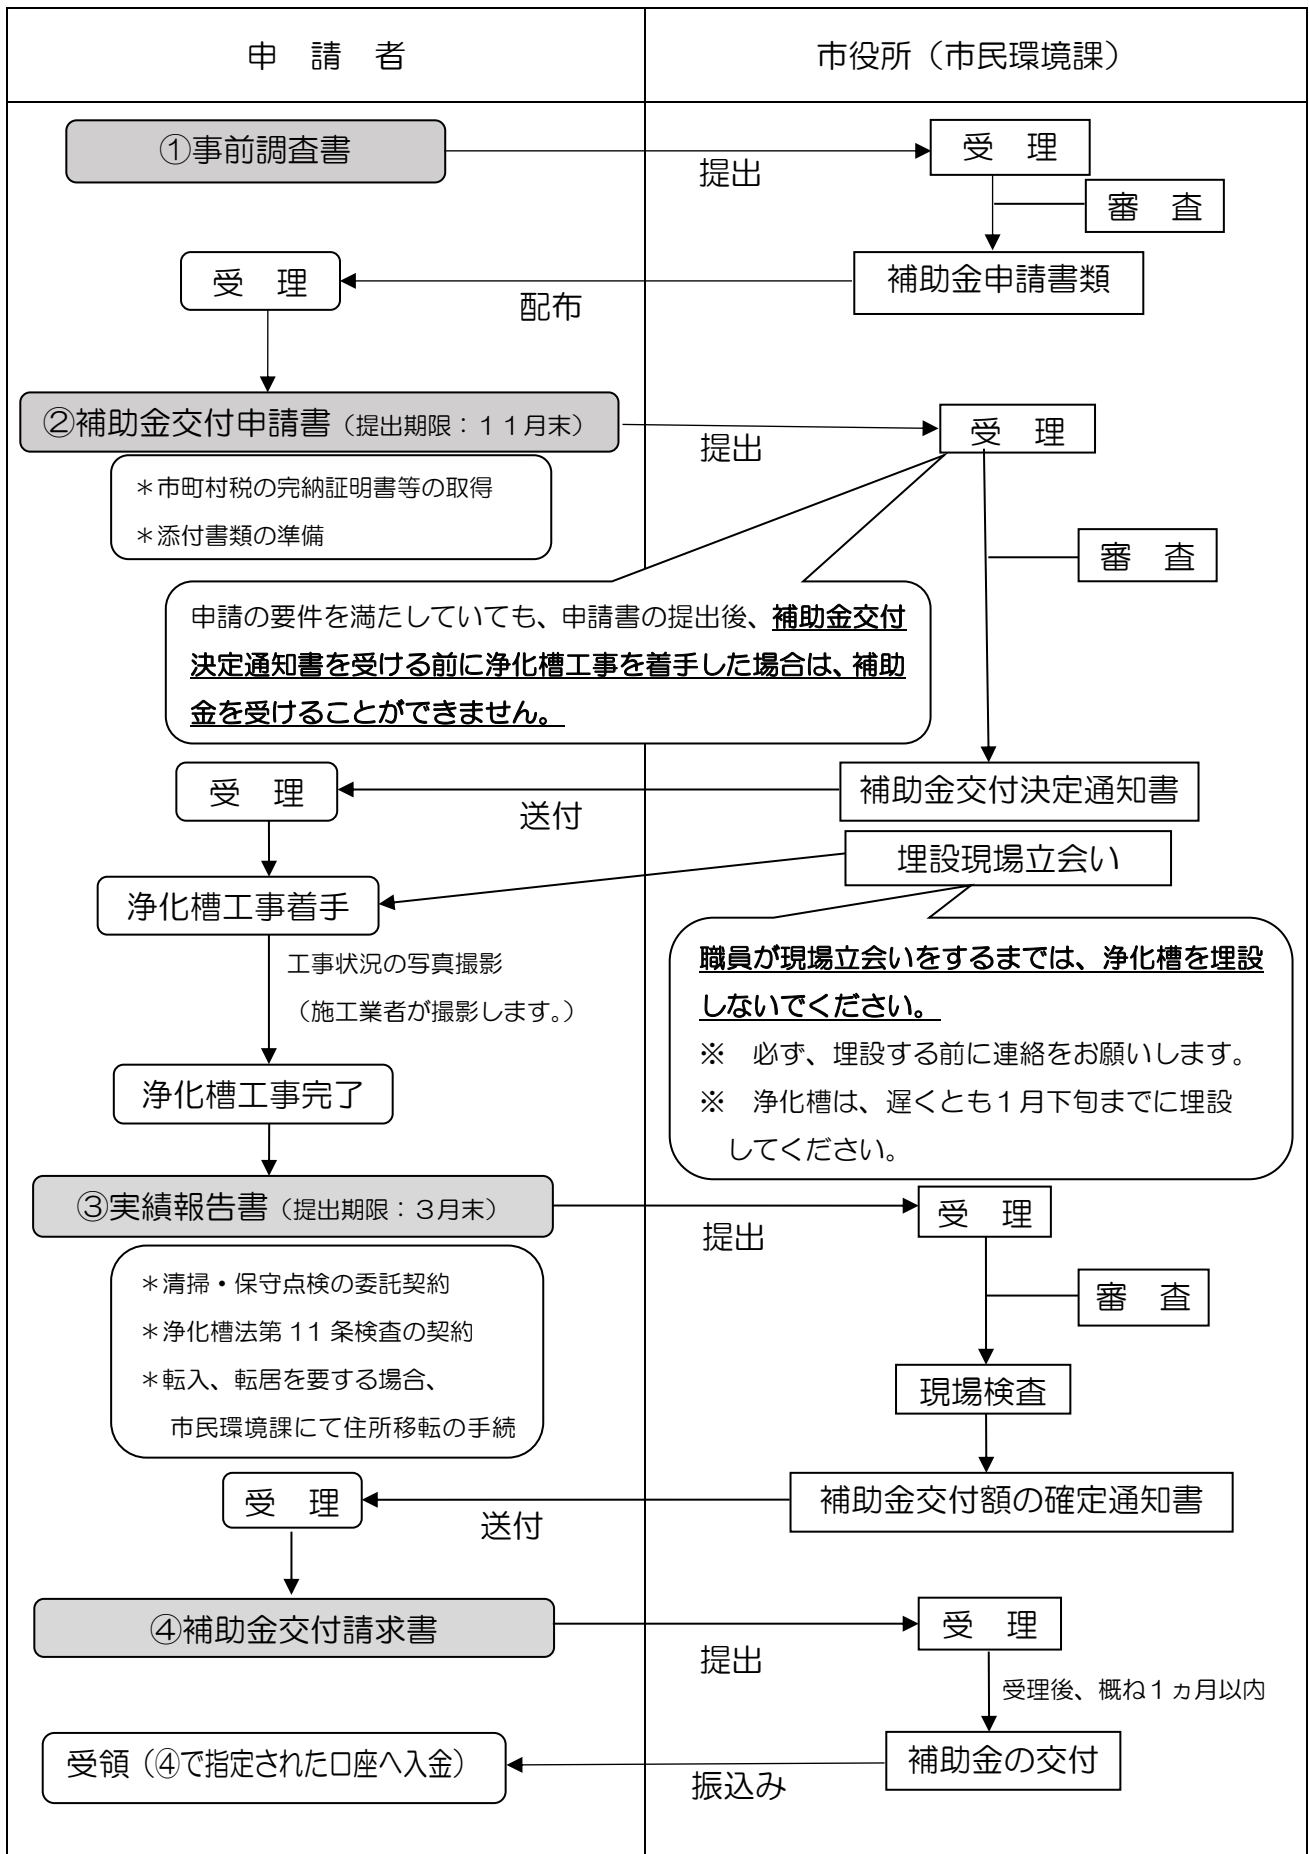 申　請　者
市役所（市民環境課）
①事前調査書
提出
受　理
審　査
補助金申請書類
配布
受　理
②補助金交付申請書（提出期限：１１月末）
提出
受　理
＊市町村税の完納証明書等の取得
＊添付書類の準備
審　査
申請の要件を満たしていても、申請書の提出後、補助金交付
決定通知書を受ける前に浄化槽工事を着手した場合は、補助
金を受けることができません。
補助金交付決定通知書
送付
受　理
埋設現場立会い
浄化槽工事着手
工事状況の写真撮影
（施工業者が撮影します。）
職員が現場立会いをするまでは、浄化槽を埋設
しないでください。
※　必ず、埋設する前に連絡をお願いします。
※　浄化槽は、遅くとも１月下旬までに埋設
してください。
浄化槽工事完了
③実績報告書（提出期限：３月末）
提出
受　理
＊清掃・保守点検の委託契約
＊浄化槽法第 11 条検査の契約
＊転入、転居を要する場合、
市民環境課にて住所移転の手続
審　査
現場検査
補助金交付額の確定通知書
送付
受　理
④補助金交付請求書
提出
受　理
受理後、概ね１ヵ月以内
補助金の交付
振込み
受領（④で指定された口座へ入金）